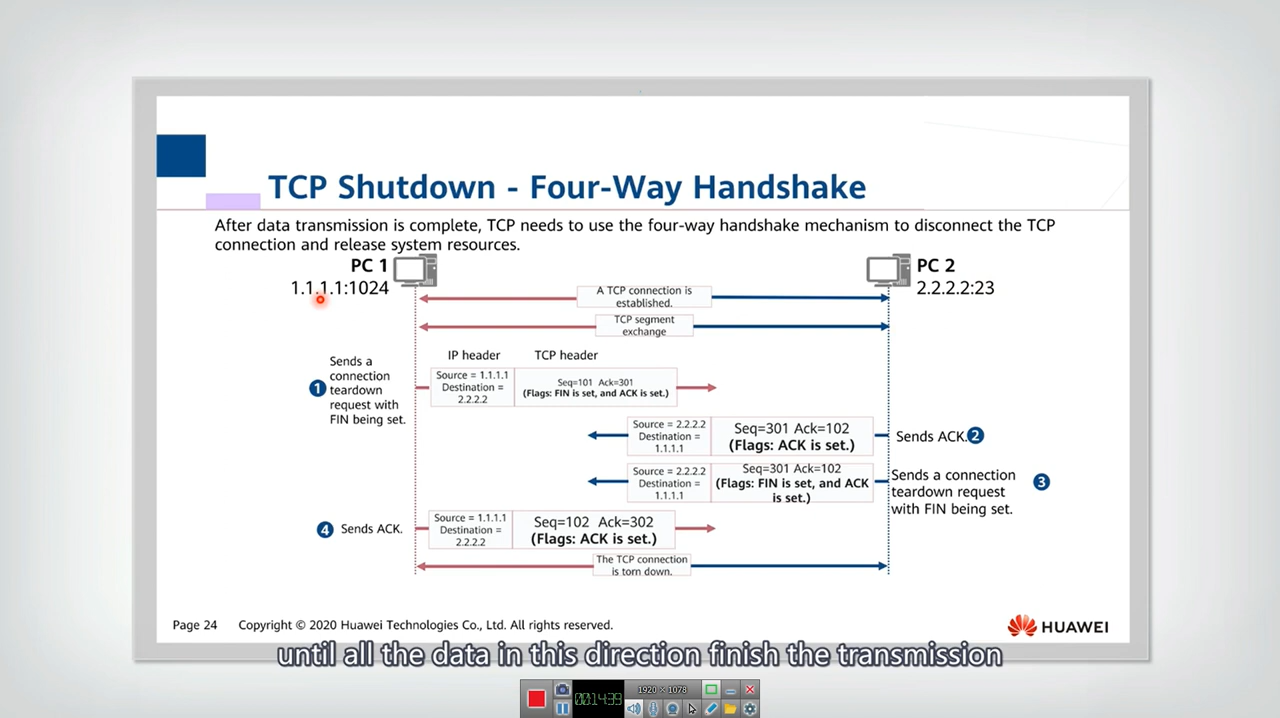 TCP Shutdown - Four-Way Handshake
After data transmission is complete, TCP needs to use the four-way handshake mechanism to disconnect the TCP
connection and release system resources.
PC 1
1.1.1.1:1024
PC 2
2.2.2.2:23
A TCP connection is
established.
TCP segment
exchange
IP header
TCP header
1
Sends a
connection
teardown
request with
FIN being set.
Source = 1.1.1.1
Destination =
2.2.2.2
Seq=101 Ack=301
(Flags: FIN is set, and ACK is set.)
Source = 2.2.2.2
Destination =
1.1.1.1
Seq=301 Ack=102
(Flags: ACK is set.)
Sends ACK.
2
Source = 2.2.2.2
Destination =
1.1.1.1
Seq=301 Ack=102
(Flags: FIN is set, and ACK
is set.)
Sends a connection
teardown request
with FIN being set.
3
4
Sends ACK.
Source = 1.1.1.1
Destination =
2.2.2.2
Seq=102 Ack=302
(Flags: ACK is set.)
The TCP connection
is torn down.
Page 24
Copyright © 2020 Huawei Technologies Co., Ltd. All rights reserved.
HUAWEI
until all the data in this direction finish the transmission
1920 x 1078